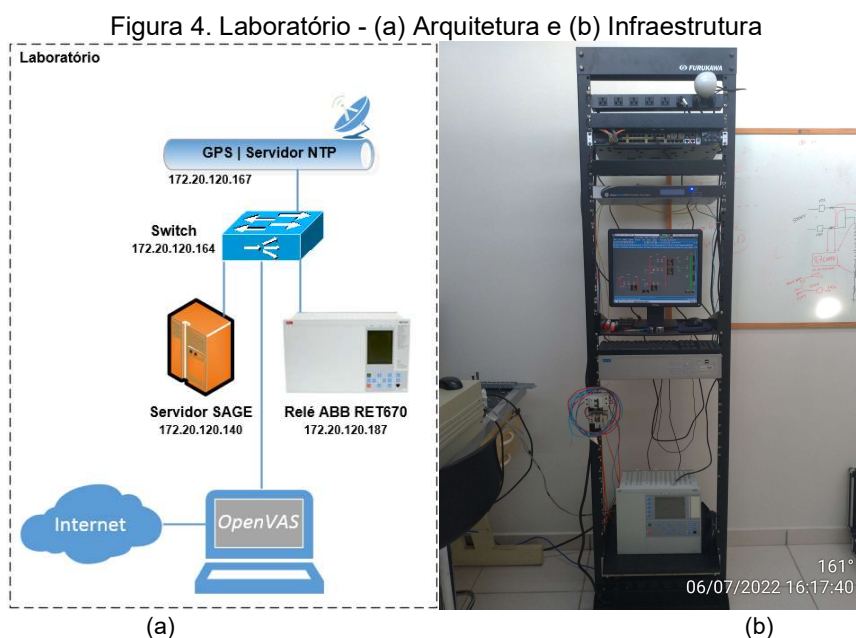 Figura 4. Laboratório - (a) Arquitetura e (b) Infraestrutura
Laboratório
GPS | Servidor NTP
172.20.120.167
Switch
172.20.120.164
Servidor SAGE
172.20.120.140
Relé ABB RET670
172.20.120.187
Internet
OpenVAS
FURUKAWA
161°
06/07/2022 16:17:40
(a)
(b)